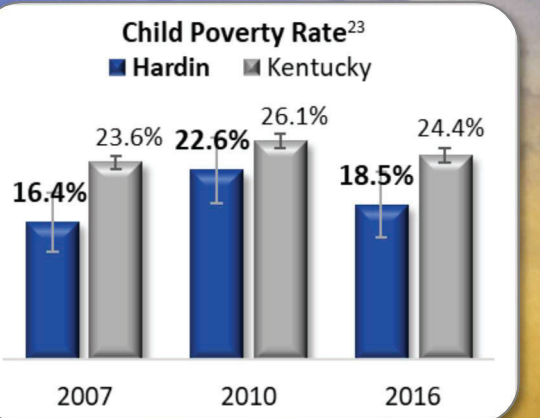 Child Poverty Rate23
Hardin Kentucky
16.4% 23.6% 22.6% 26.1% 18.5% 24.4%
2007 2010 2016